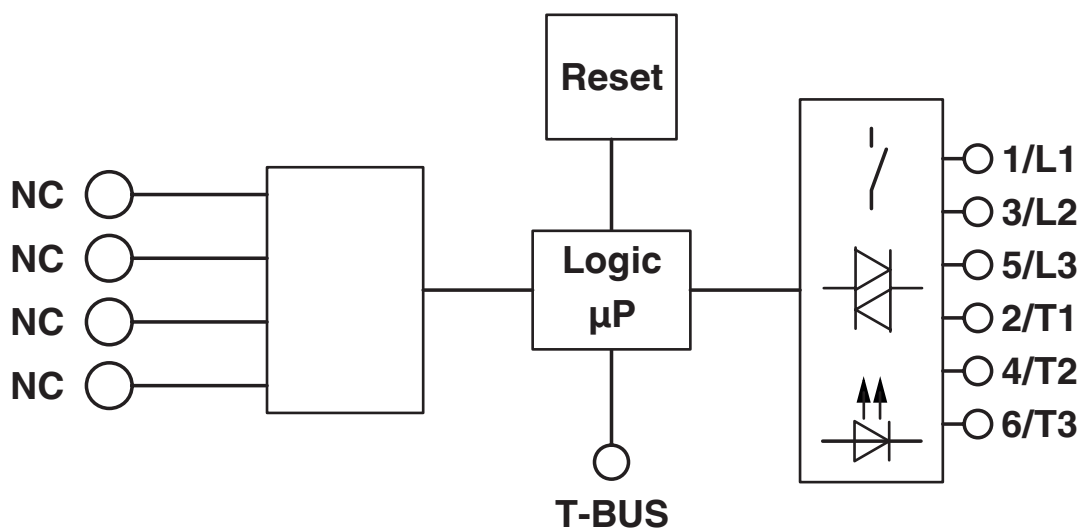 Reset
NC
NC
NC
NC
Logic
µP
T-BUS
1/L1
3/L2
5/L3
2/T1
4/T2
6/T3